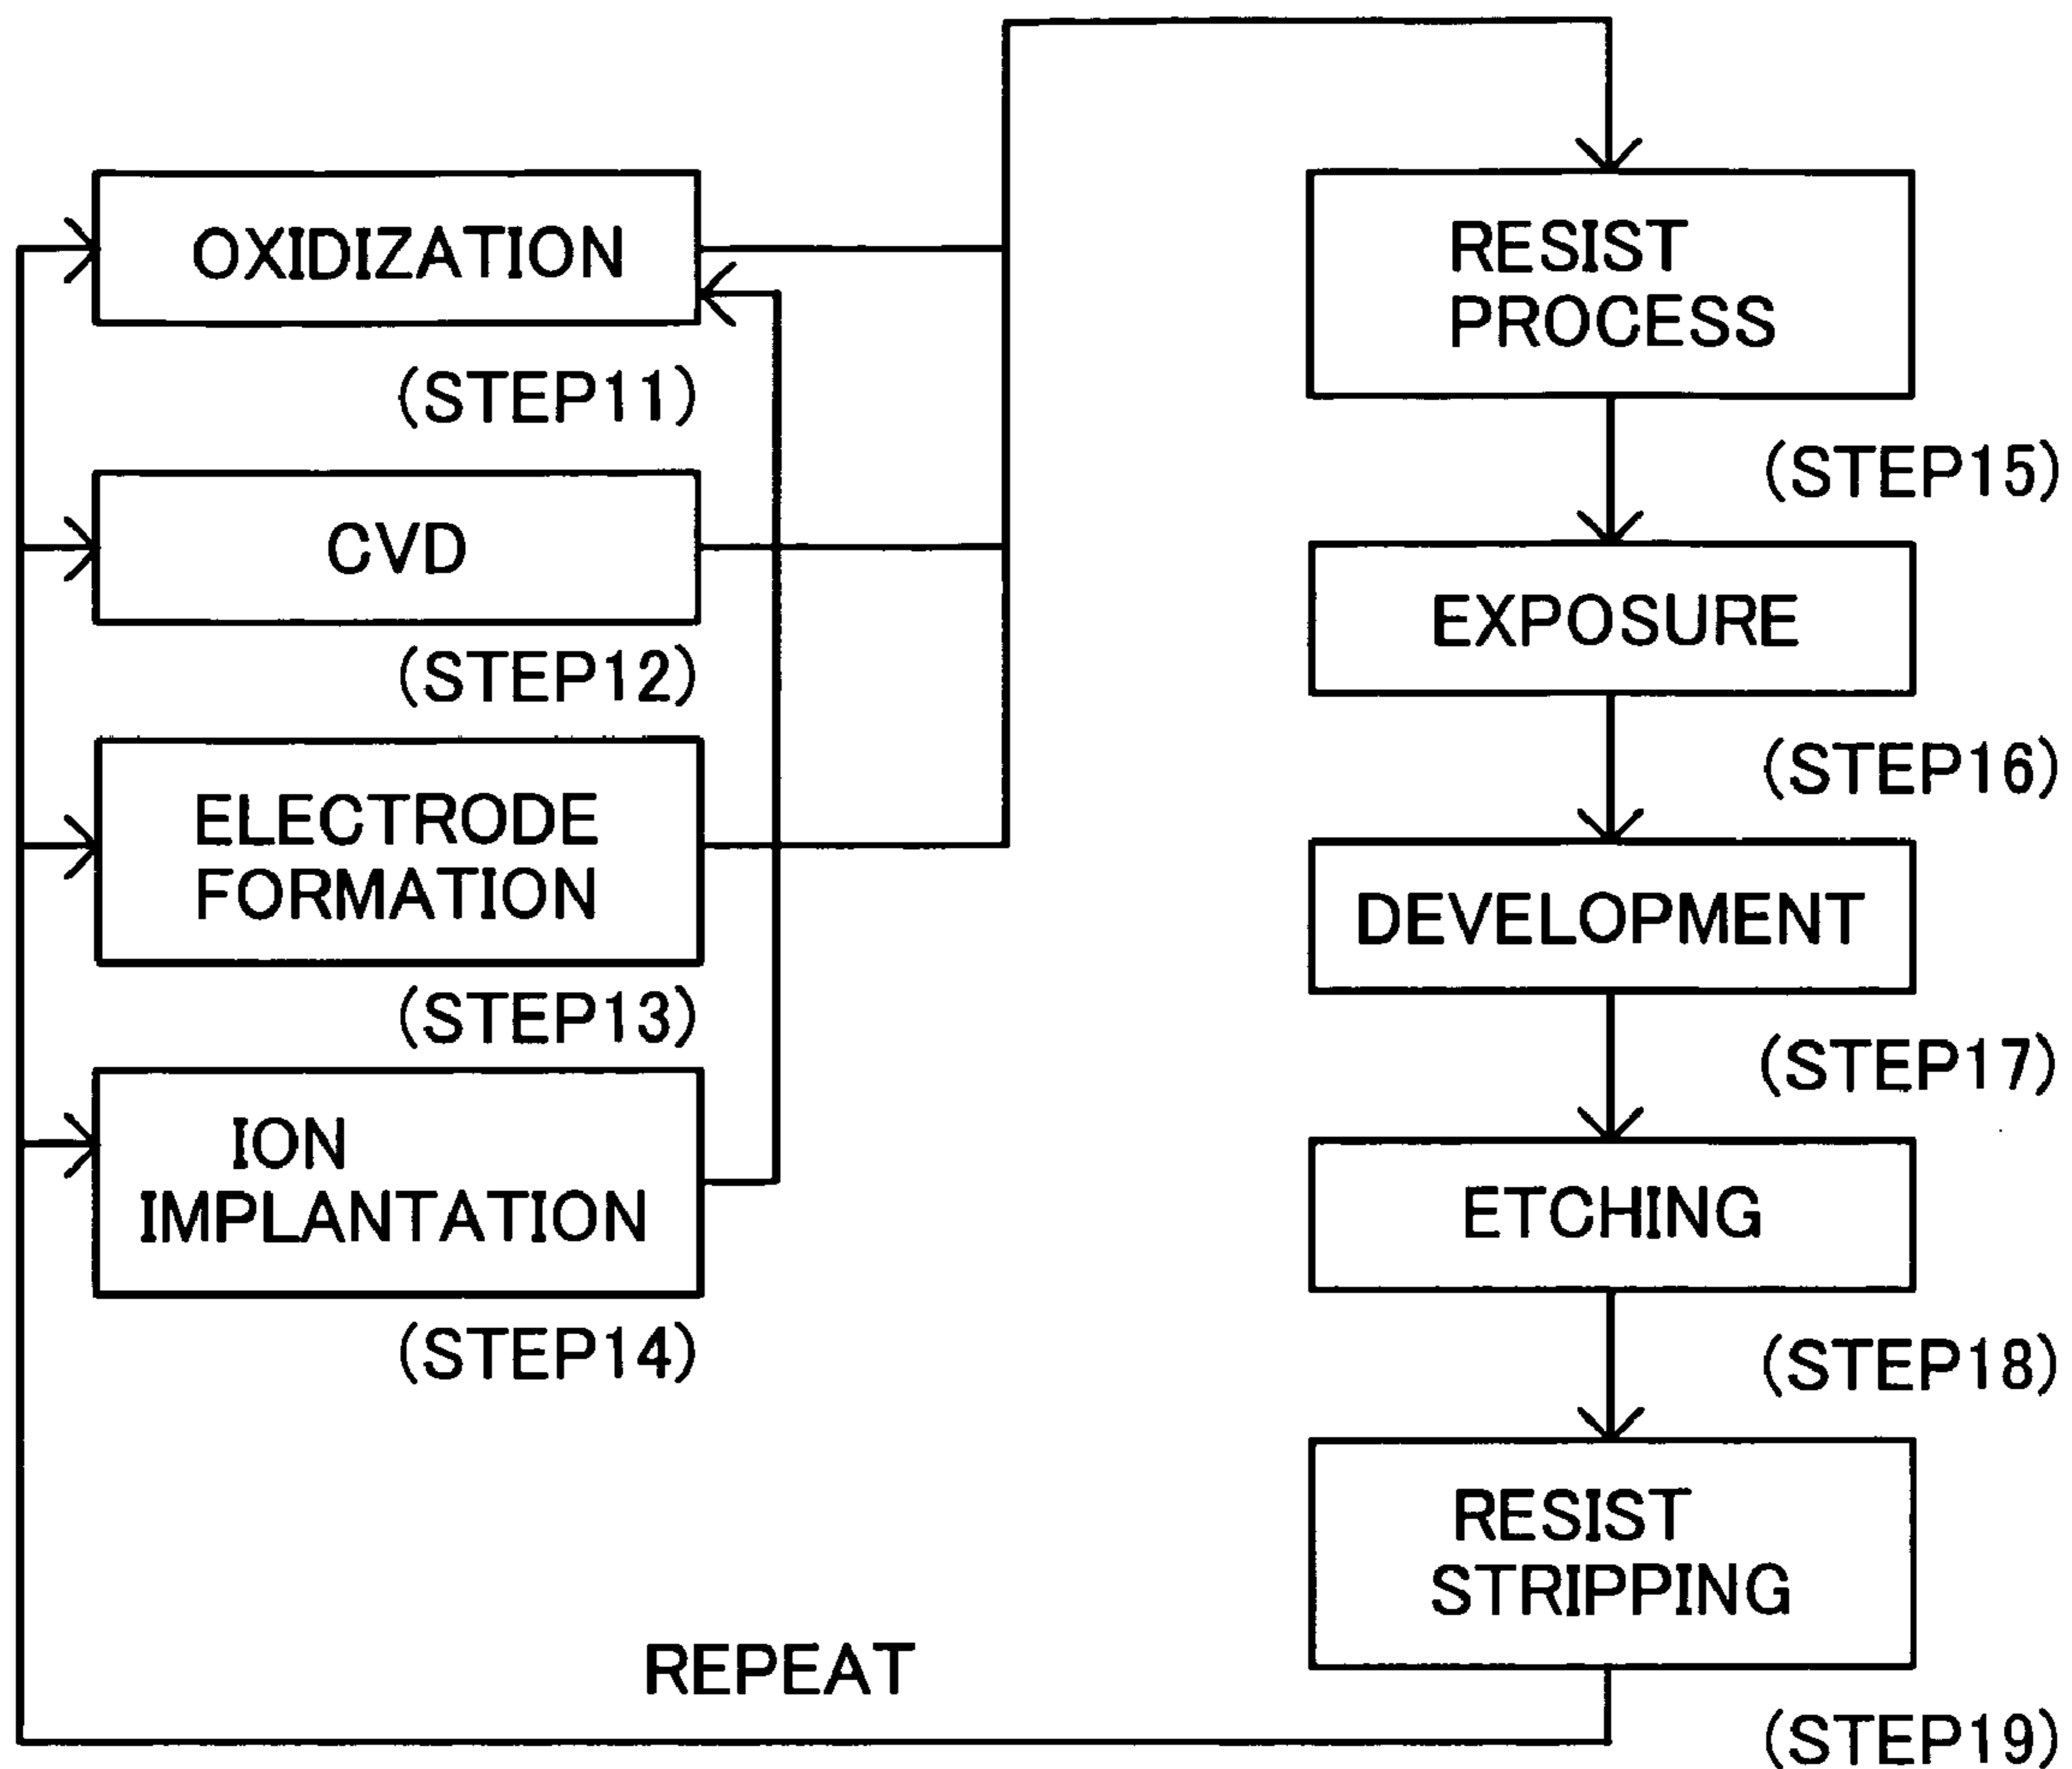 OXIDIZATION
(STEP11)
CVD
(STEP12)
ELECTRODE
FORMATION
(STEP13)
ION
IMPLANTATION
(STEP14)
RESIST
PROCESS
(STEP15)
EXPOSURE
(STEP16)
DEVELOPMENT
(STEP17)
ETCHING
(STEP18)
RESIST
STRIPPING
(STEP19)
REPEAT